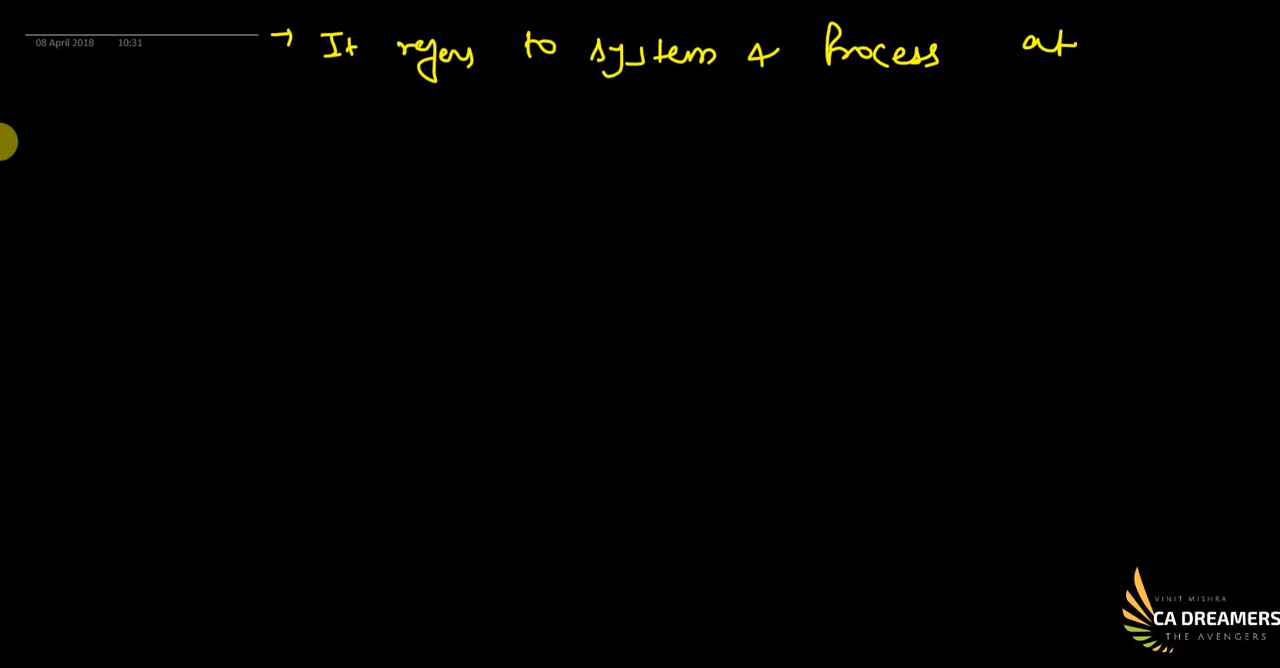 → It refers to system & Process at
08 April 2018 10:31
VINIT MISHRA
CA DREAMERS
THE AVENGERS